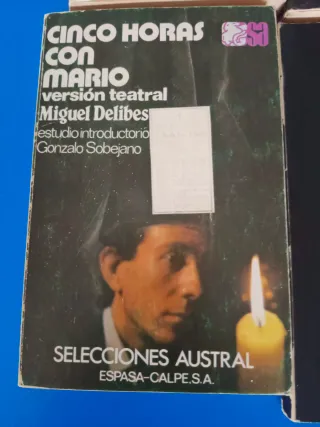 CINCO HORAS
CON
MARIO
versión teatral
Miguel Delibes
estudio introductorio
Gonzalo Sobejano
SELECCIONES AUSTRAL
ESPASA-CALPE, S.A.